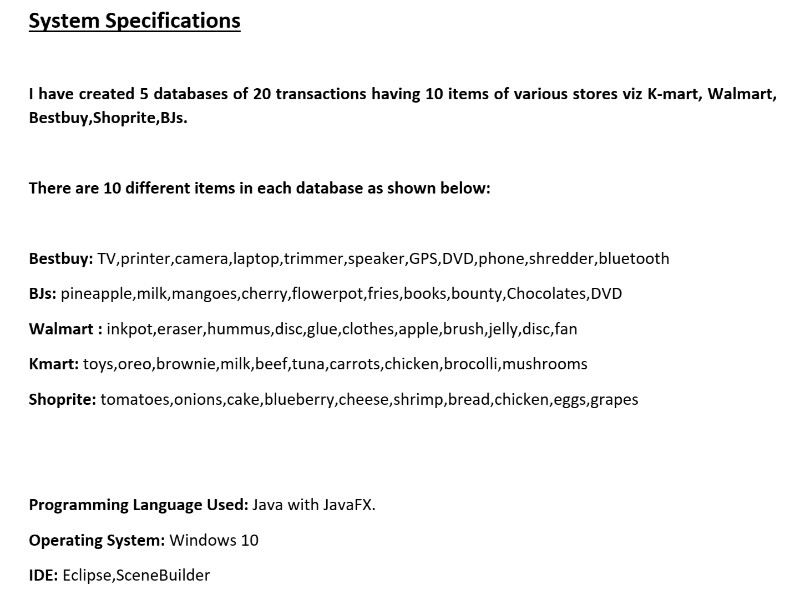 System Specifications
I have created 5 databases of 20 transactions having 10 items of various stores viz K-mart, Walmart,
Bestbuy,Shoprite,BJs.
There are 10 different items in each database as shown below:
Bestbuy: TV,printer,camera,laptop,trimmer,speaker,GPS,DVD,phone,shredder,bluetooth
BJs: pineapple,milk,mangoes,cherry,flowerpot,fries,books,bounty,Chocolates,DVD
Walmart : inkpot,eraser,hummus,disc,glue,clothes,apple,brush,jelly,disc,fan
Kmart: toys,oreo,brownie,milk,beef,tuna,carrots,chicken,brocolli,mushrooms
Shoprite: tomatoes,onions,cake,blueberry,cheese,shrimp,bread,chicken,eggs,grapes
Programming Language Used: Java with JavaFX.
Operating System: Windows 10
IDE: Eclipse,SceneBuilder